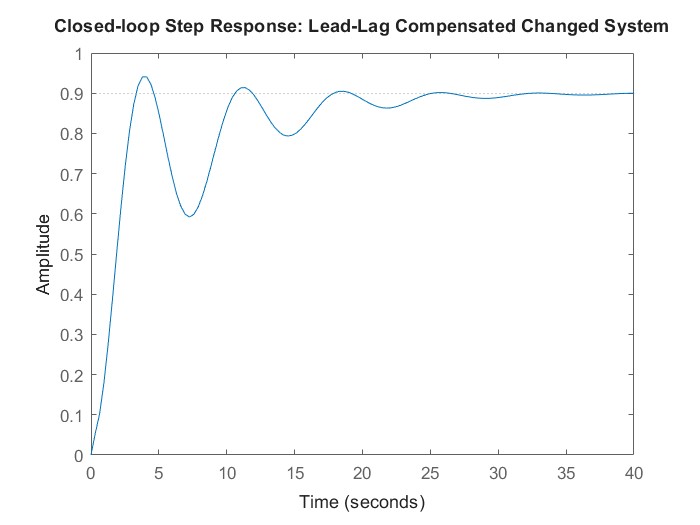 Closed-loop Step Response: Lead-Lag Compensated Changed System
1
0.9
0.8
0.7
0.6
0.5
0.4
0.3
0.2
0.1
0
Amplitude
0 5 10 15 20 25 30 35 40
Time (seconds)